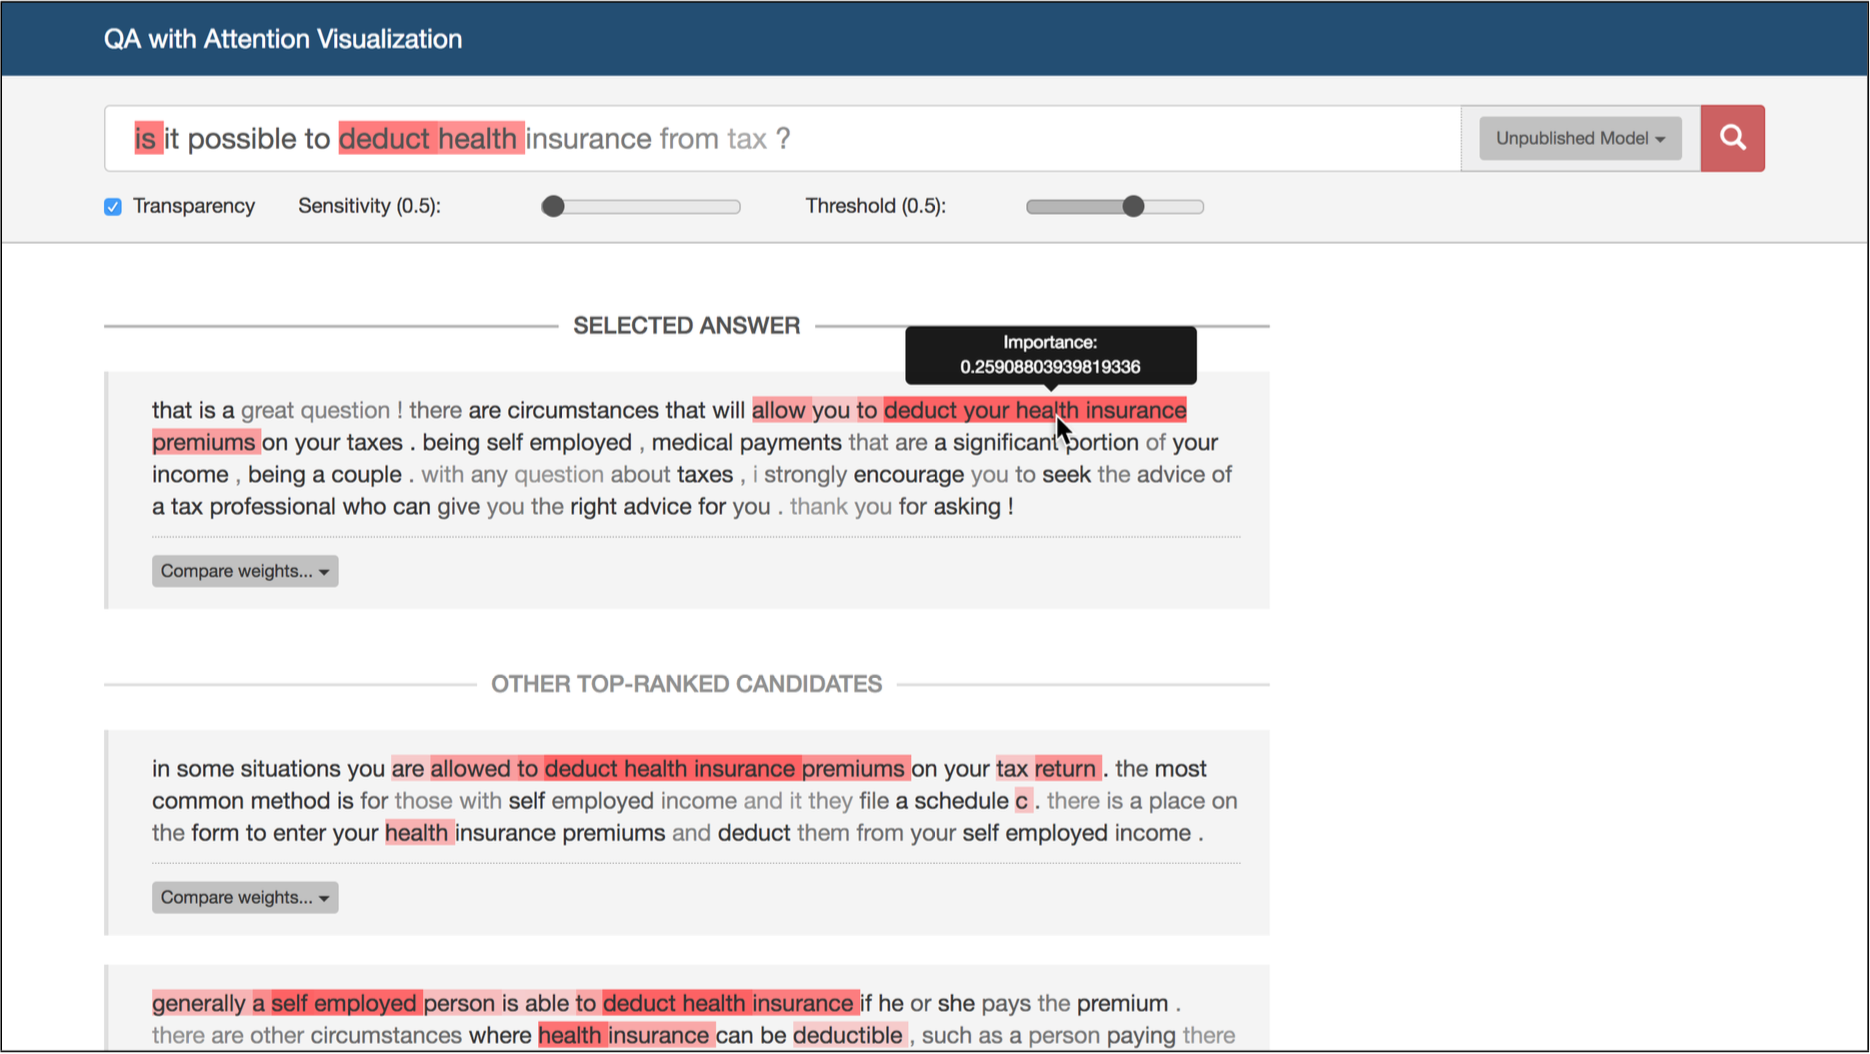 QA with Attention Visualization
is it possible to deduct health insurance from tax ?
Unpublished Model
Transparency
Sensitivity (0.5):
Threshold (0.5):
SELECTED ANSWER
Importance:
0.25908803939819336
that is a great question ! there are circumstances that will allow you to deduct your health insurance
premiums on your taxes . being self employed , medical payments that are a significant portion of your
income , being a couple . with any question about taxes , i strongly encourage you to seek the advice of
a tax professional who can give you the right advice for you . thank you for asking !
Compare weights...
OTHER TOP-RANKED CANDIDATES
in some situations you are allowed to deduct health insurance premiums on your tax return . the most
common method is for those with self employed income and it they file a schedule c . there is a place on
the form to enter your health insurance premiums and deduct them from your self employed income .
Compare weights...
generally a self employed person is able to deduct health insurance if he or she pays the premium .
there are other circumstances where health insurance can be deductible , such as a person paying there